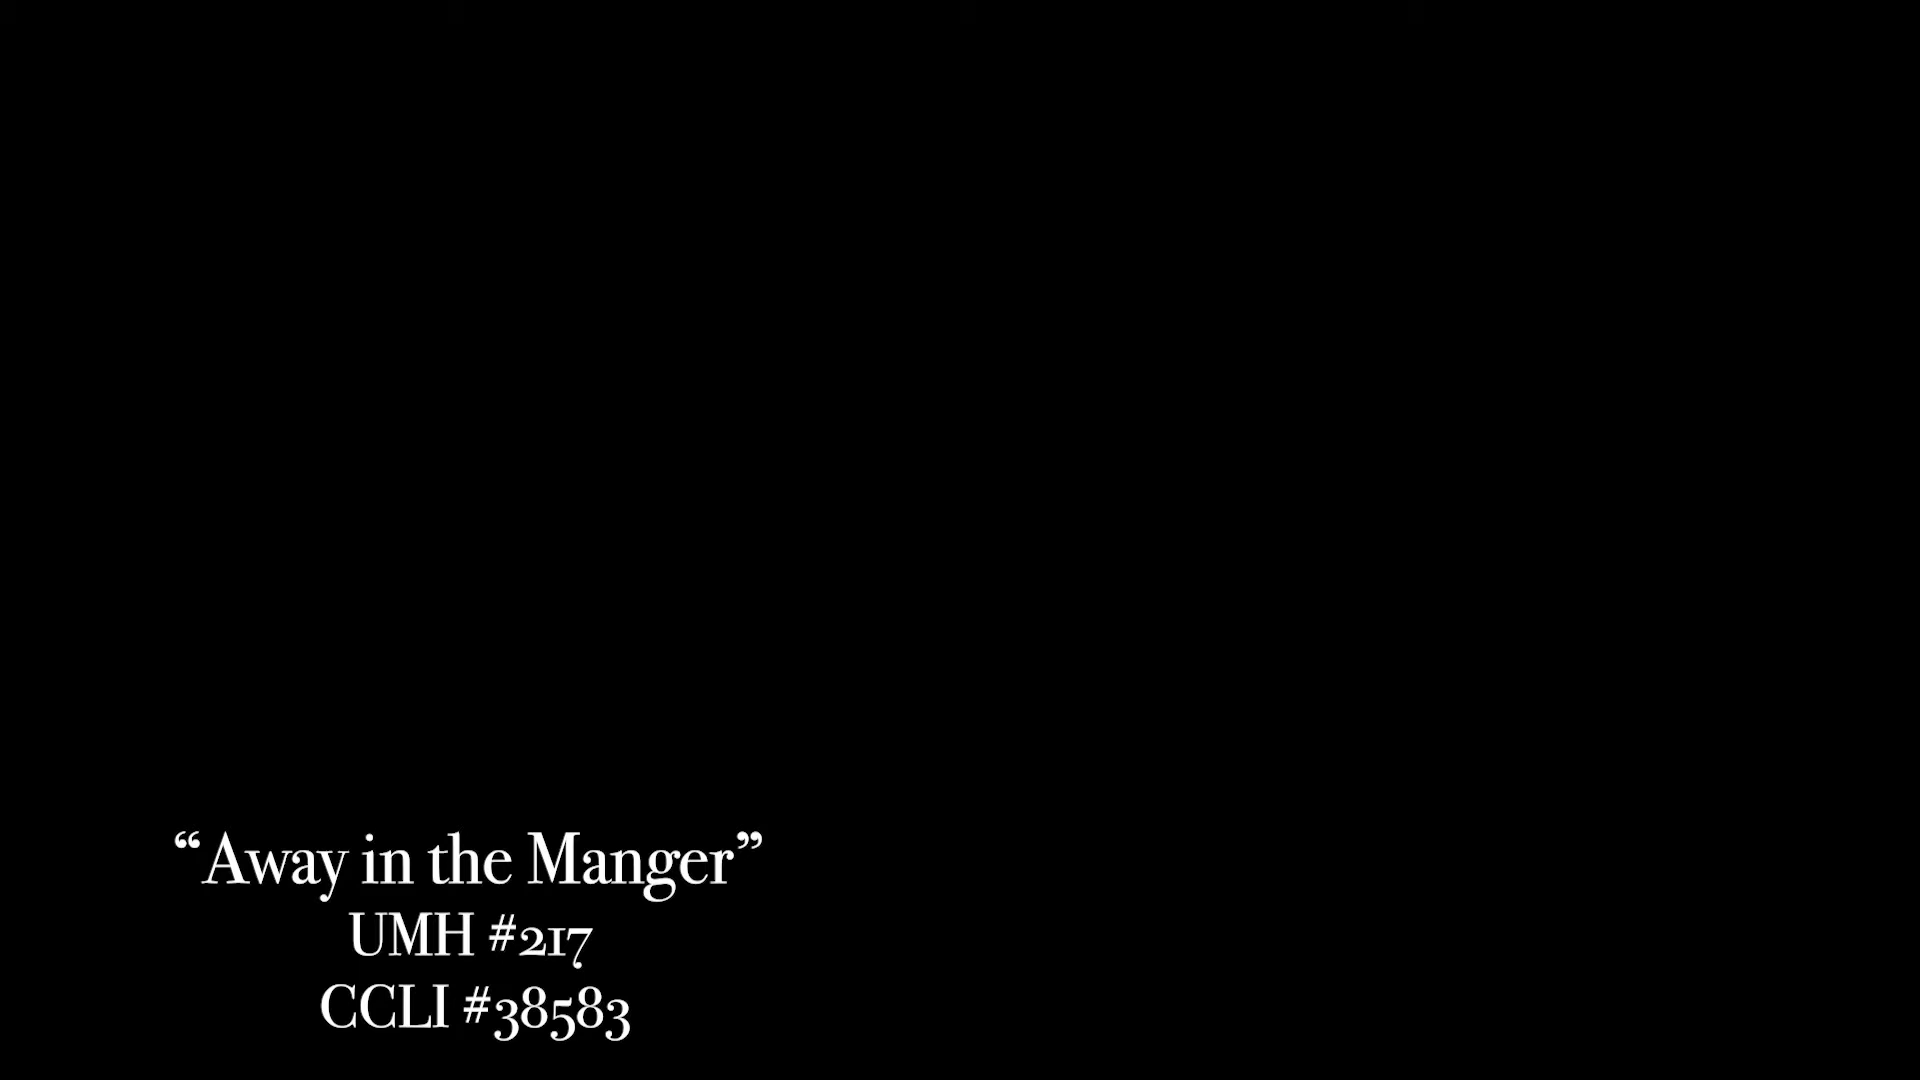 “Away in the Manger”
UMH #217
CCLI #38583